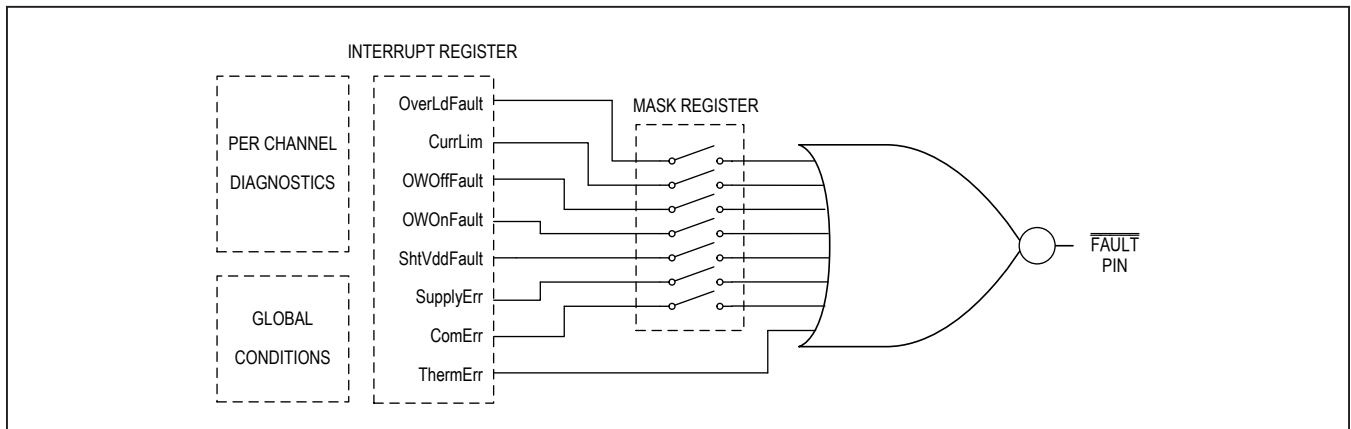 INTERRUPT REGISTER
PER CHANNEL
DIAGNOSTICS
GLOBAL
CONDITIONS
OverLdFault
CurrLim
OWOffFault
OWOnFault
ShtVddFault
SupplyErr
ComErr
ThermErr
MASK REGISTER
FAULT
PIN